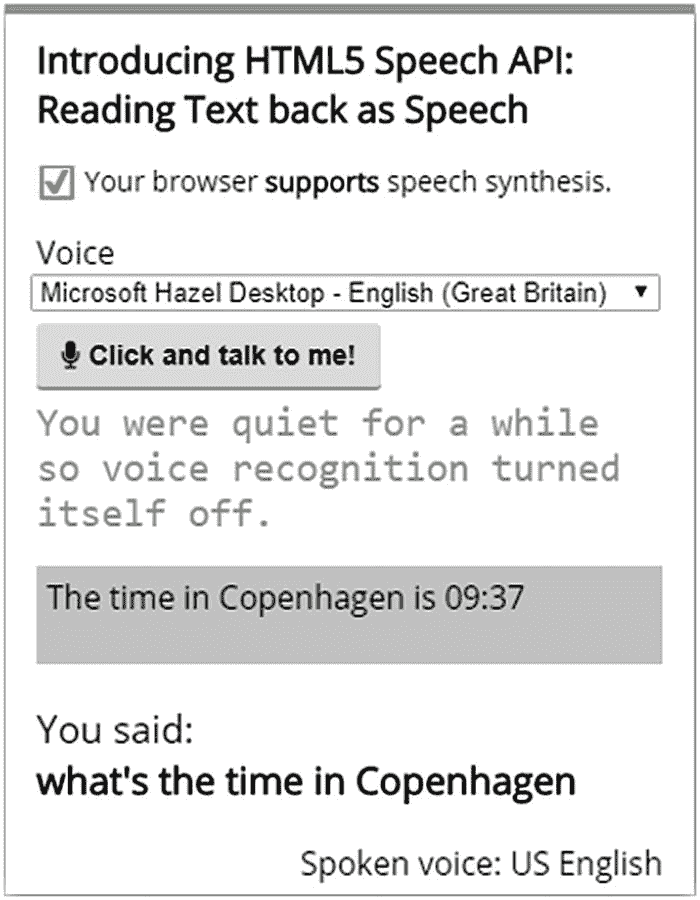 Introducing HTML5 Speech API:
Reading Text back as Speech
Your browser supports speech synthesis.
Voice
Microsoft Hazel Desktop - English (Great Britain)
Click and talk to me!
You were quiet for a while
so voice recognition turned
itself off.
The time in Copenhagen is 09:37
You said:
what's the time in Copenhagen
Spoken voice: US English